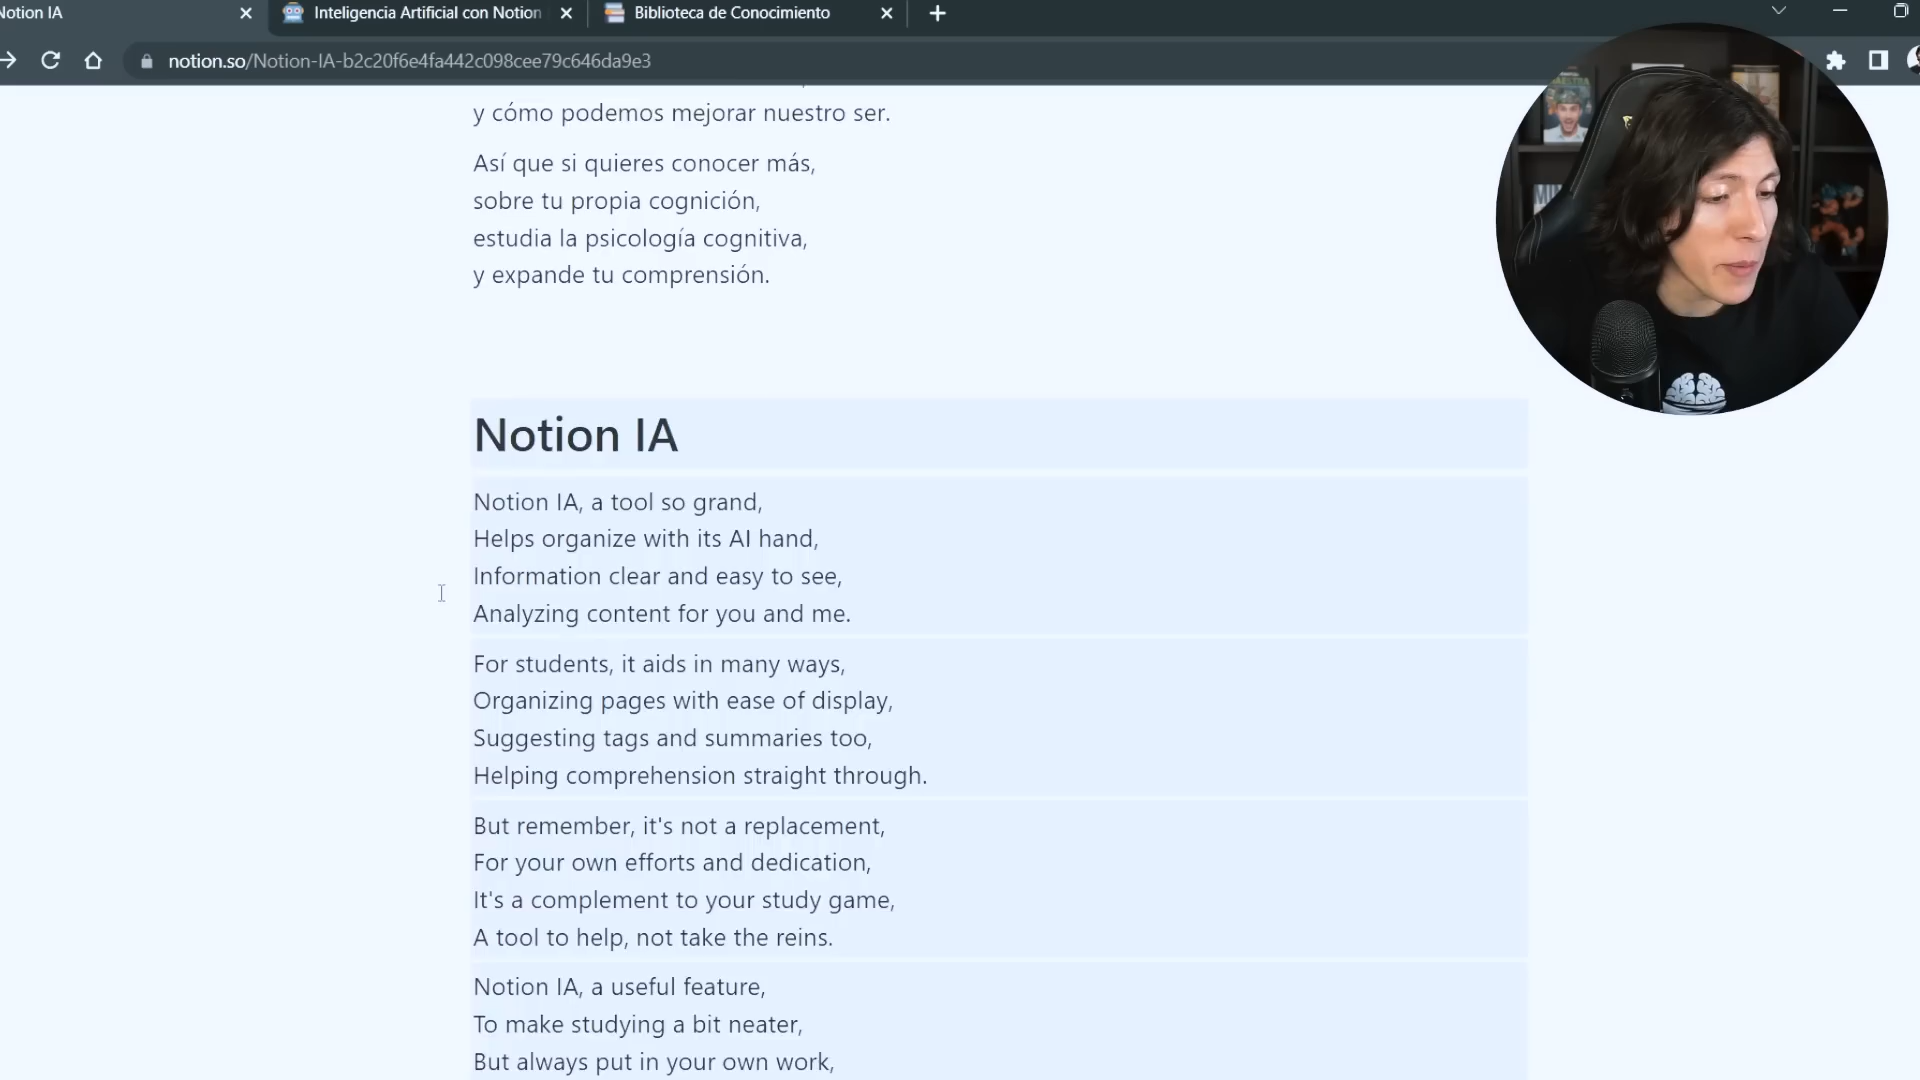 Notion IA
Inteligencia Artificial con Notion
Biblioteca de Conocimiento
notion.so/Notion-IA-b2c20f6e4fa442c098cee79c646da9e3
y cómo podemos mejorar nuestro ser.
Así que si quieres conocer más,
sobre tu propia cognición,
estudia la psicología cognitiva,
y expande tu comprensión.
Notion IA
Notion IA, a tool so grand,
Helps organize with its AI hand,
Information clear and easy to see,
Analyzing content for you and me.
For students, it aids in many ways,
Organizing pages with ease of display,
Suggesting tags and summaries too,
Helping comprehension straight through.
But remember, it's not a replacement,
For your own efforts and dedication,
It's a complement to your study game,
A tool to help, not take the reins.
Notion IA, a useful feature,
To make studying a bit neater,
But always put in your own work,